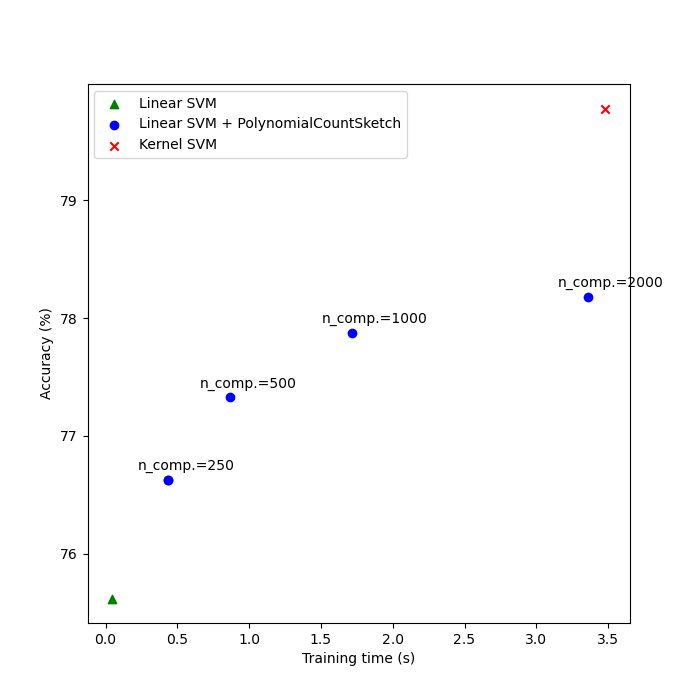 Linear SVM
Linear SVM + PolynomialCountSketch
Kernel SVM
79
78
77
76
Accuracy (%)
n_comp.=2000
n_comp.=1000
n_comp.=500
n_comp.=250
0.0 0.5 1.0 1.5 2.0 2.5 3.0 3.5
Training time (s)